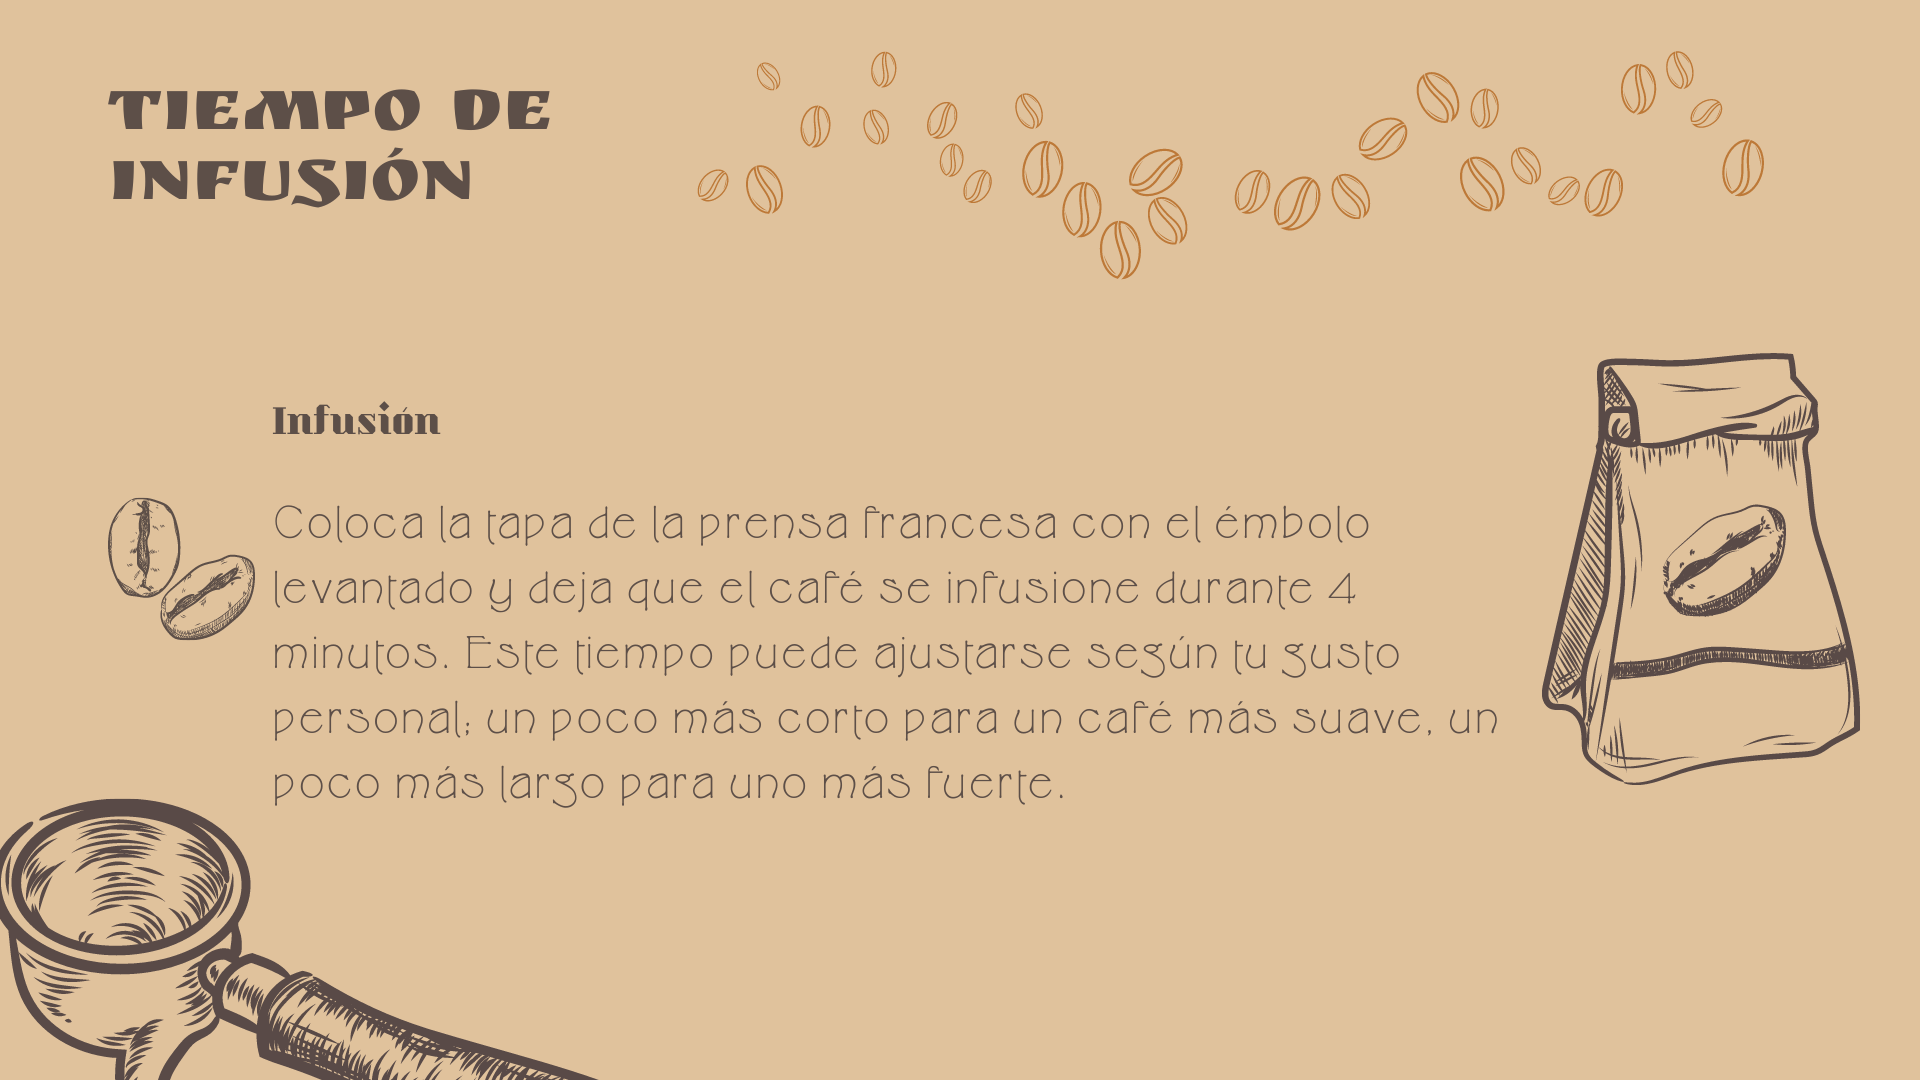 TIEMPO DE
INFUSIÓN
Infusión
Coloca la tapa de la prensa francesa con el émbolo
levantado y deja que el café se infusione durante 4
minutos. Este tiempo puede ajustarse según tu gusto
personal; un poco más corto para un café más suave, un
poco más largo para uno más fuerte.